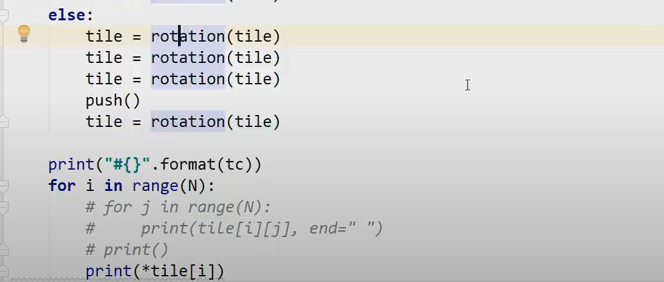 else:
    tile = rotation(tile)
    tile = rotation(tile)
    tile = rotation(tile)
    push()
    tile = rotation(tile)
print("#{}".format(tc))
for i in range(N):
    # for j in range(N):
    #     print(tile[i][j], end=" ")
    # print()
    print(*tile[i])